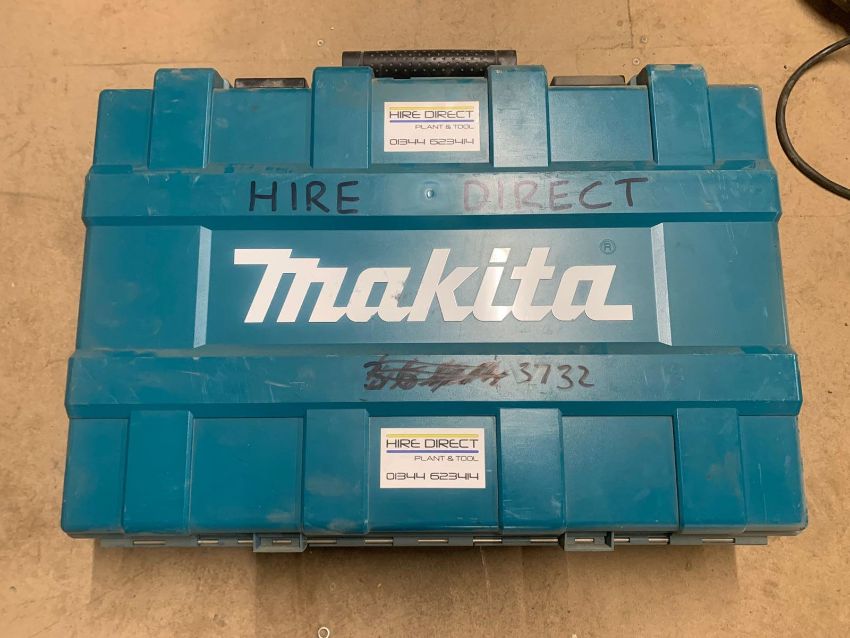 HIRE DIRECT
PLANT & TOOL
01344 623414
HIRE DIRECT
makita®
3732
HIRE DIRECT
PLANT & TOOL
01344 623414